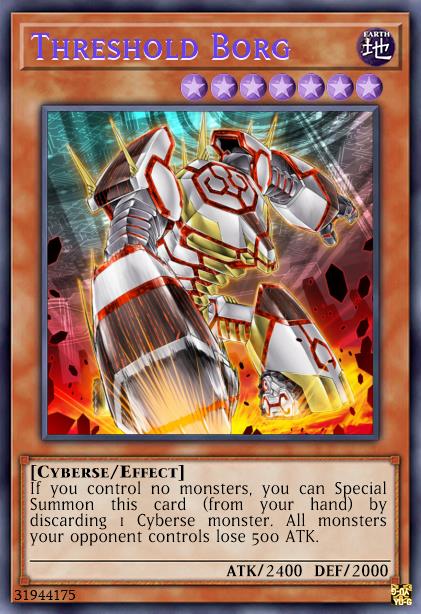 THRESHOLD BORG
EARTH
地
[CYBERSE/EFFECT]
If you control no monsters, you can Special
Summon this card (from your hand) by
discarding 1 Cyberse monster. All monsters
your opponent controls lose 500 ATK.
ATK/2400 DEF/2000
31944175